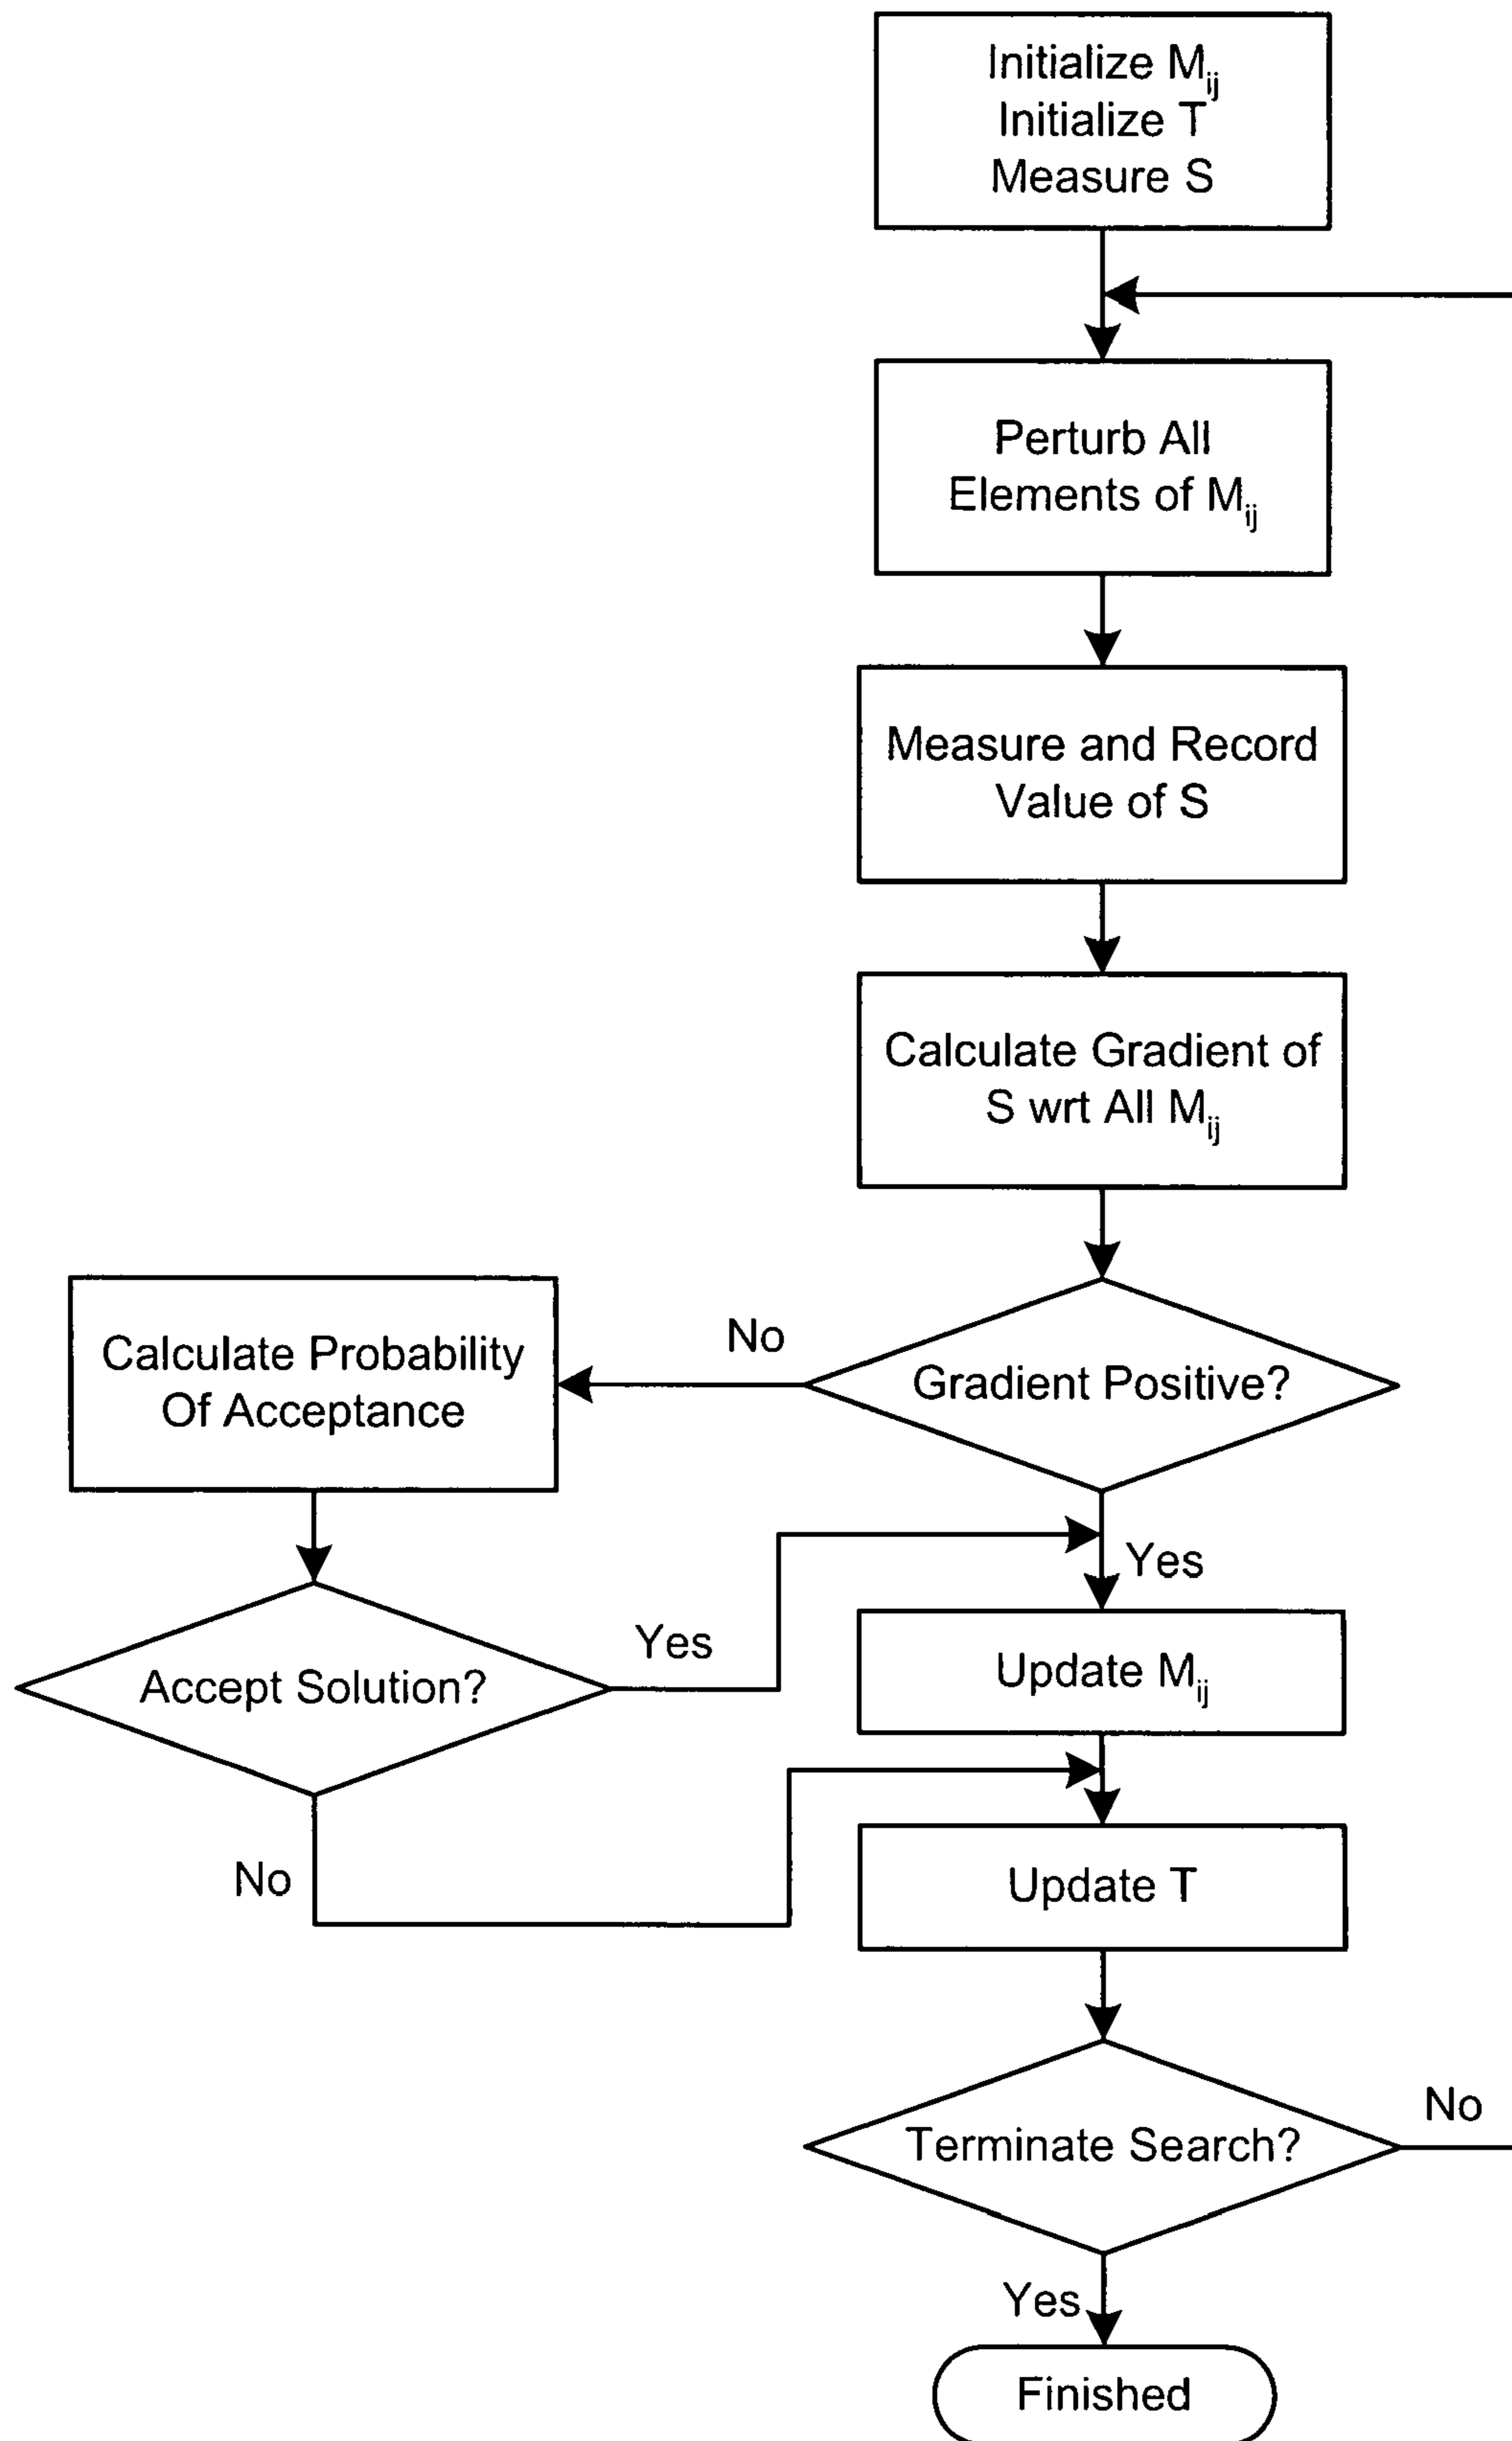 Initialize Mij
Initialize T
Measure S
Perturb All
Elements of Mij
Measure and Record
Value of S
Calculate Gradient of
S wrt All Mij
Gradient Positive?
No
Calculate Probability
Of Acceptance
Yes
Accept Solution?
Yes
Update Mij
No
Update T
Terminate Search?
No
Yes
Finished